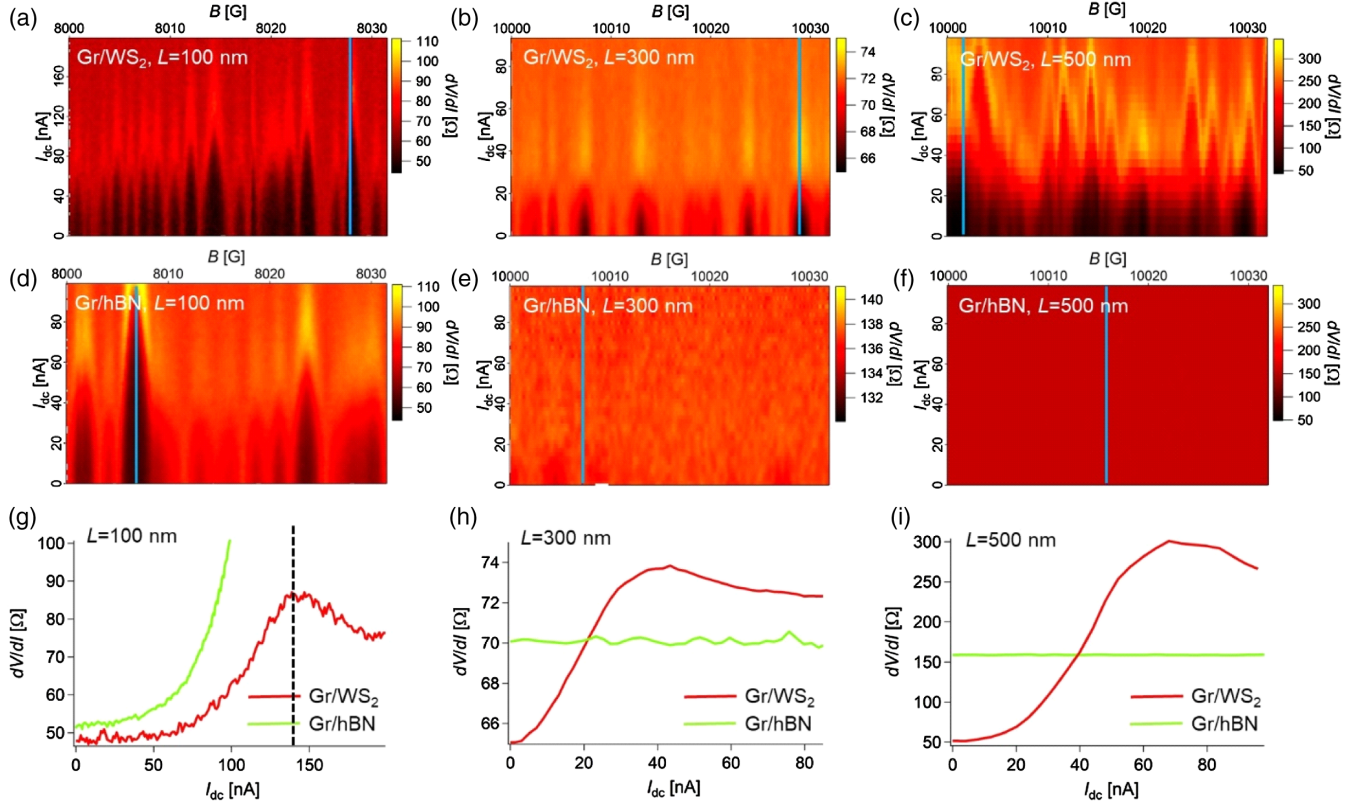 (a)
B [G]
8000 8010 8020 8030
Gr/WS2, L=100 nm
Idc [nA]
160
120
80
40
0
110
100
90
80
70
60
50
dV/dI [Ω]
(b)
B [G]
10000 10010 10020 10030
Gr/WS2, L=300 nm
Idc [nA]
80
60
40
20
0
74
72
70
68
66
dV/dI [Ω]
(c)
B [G]
10000 10010 10020 10030
Gr/WS2, L=500 nm
Idc [nA]
80
60
40
20
0
300
250
200
150
100
50
dV/dI [Ω]
(d)
B [G]
8000 8010 8020 8030
Gr/hBN, L=100 nm
Idc [nA]
80
60
40
20
0
110
100
90
80
70
60
50
dV/dI [Ω]
(e)
B [G]
10000 10010 10020 10030
Gr/hBN, L=300 nm
Idc [nA]
80
60
40
20
0
140
138
136
134
132
dV/dI [Ω]
(f)
B [G]
10000 10010 10020 10030
Gr/hBN, L=500 nm
Idc [nA]
80
60
40
20
0
300
250
200
150
100
50
dV/dI [Ω]
(g)
L=100 nm
dV/dI [Ω]
100
90
80
70
60
50
Gr/WS2
Gr/hBN
0 50 100 150
Idc [nA]
(h)
L=300 nm
dV/dI [Ω]
74
72
70
68
66
Gr/WS2
Gr/hBN
0 20 40 60 80
Idc [nA]
(i)
L=500 nm
dV/dI [Ω]
300
250
200
150
100
50
Gr/WS2
Gr/hBN
0 20 40 60 80
Idc [nA]